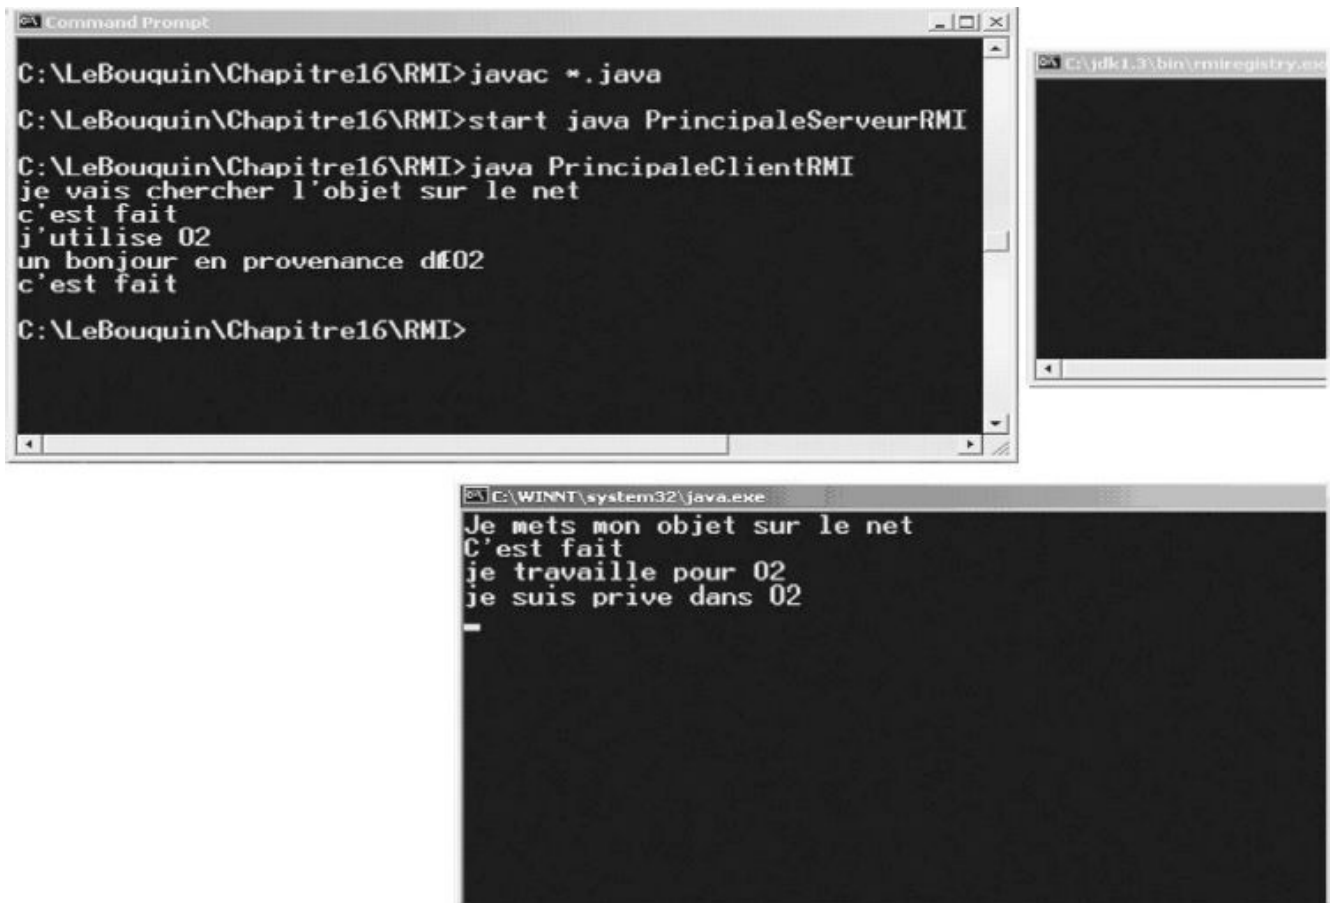 Command Prompt
C:\LeBouquin\Chapitre16\RMI>javac *.java
C:\LeBouquin\Chapitre16\RMI>start java PrincipaleServeurRMI
C:\LeBouquin\Chapitre16\RMI>java PrincipaleClientRMI
je vais chercher l'objet sur le net
c'est fait
j'utilise O2
un bonjour en provenance dÆO2
c'est fait
C:\LeBouquin\Chapitre16\RMI>
C:\jdk1.3\bin\rmiregistry.exe
C:\WINNT\system32\java.exe
Je mets mon objet sur le net
C'est fait
je travaille pour O2
je suis prive dans O2